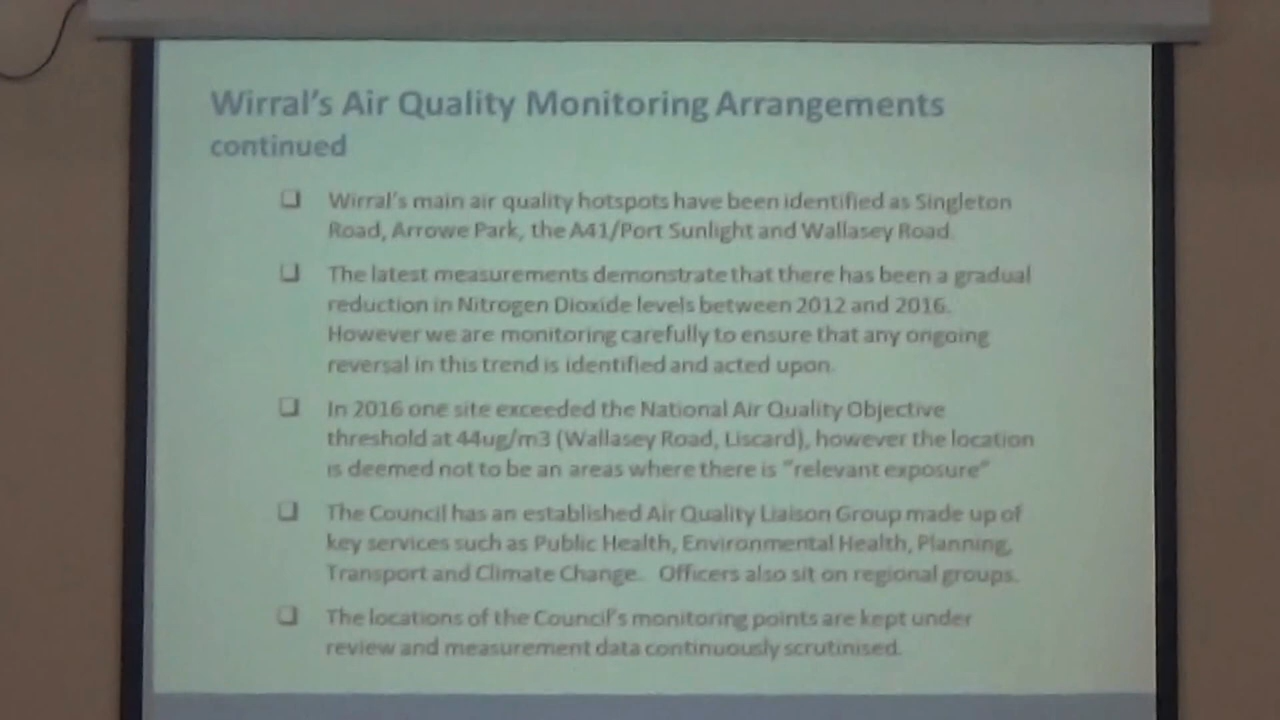 Wirral's Air Quality Monitoring Arrangements
continued
Wirral's main air quality hotspots have been identified as Singleton
Road, Arrowe Park, the A41/Port Sunlight and Wallasey Road.
The latest measurements demonstrate that there has been a gradual
reduction in Nitrogen Dioxide levels between 2012 and 2016.
However we are monitoring carefully to ensure that any ongoing
reversal in this trend is identified and acted upon.
In 2016 one site exceeded the National Air Quality Objective
threshold at 44ug/m3 (Wallasey Road, Liscard), however the location
is deemed not to be an areas where there is "relevant exposure"
The Council has an established Air Quality Liaison Group made up of
key services such as Public Health, Environmental Health, Planning,
Transport and Climate Change. Officers also sit on regional groups.
The locations of the Council's monitoring points are kept under
review and measurement data continuously scrutinised.